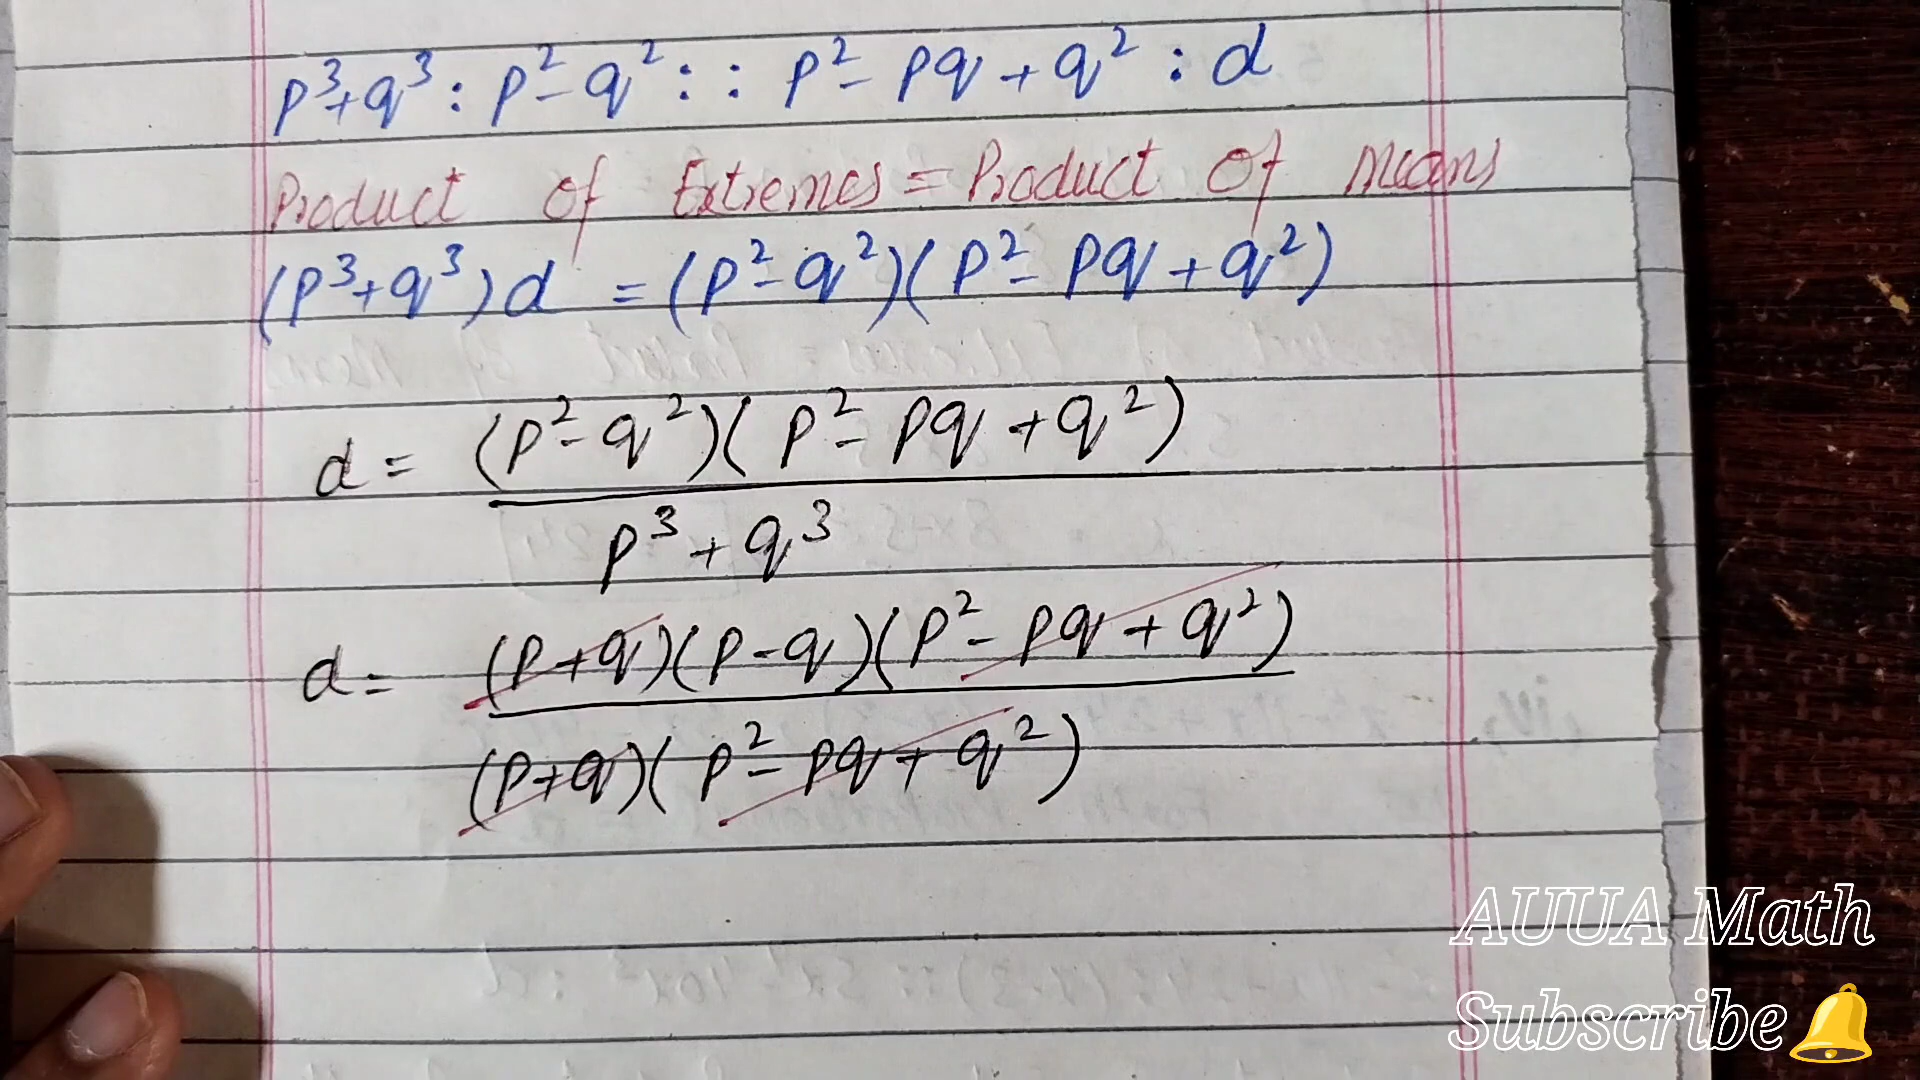 p³+q³ : p²-q² :: p²-pq+q² : d
Product of Extremes = Product of Means
(p³+q³)d = (p²-q²)(p²-pq+q²)
d = (p²-q²)(p²-pq+q²)
p³+q³
d = (p+q)(p-q)(p²-pq+q²)
(p+q)(p²-pq+q²)
AUUA Math
Subscribe